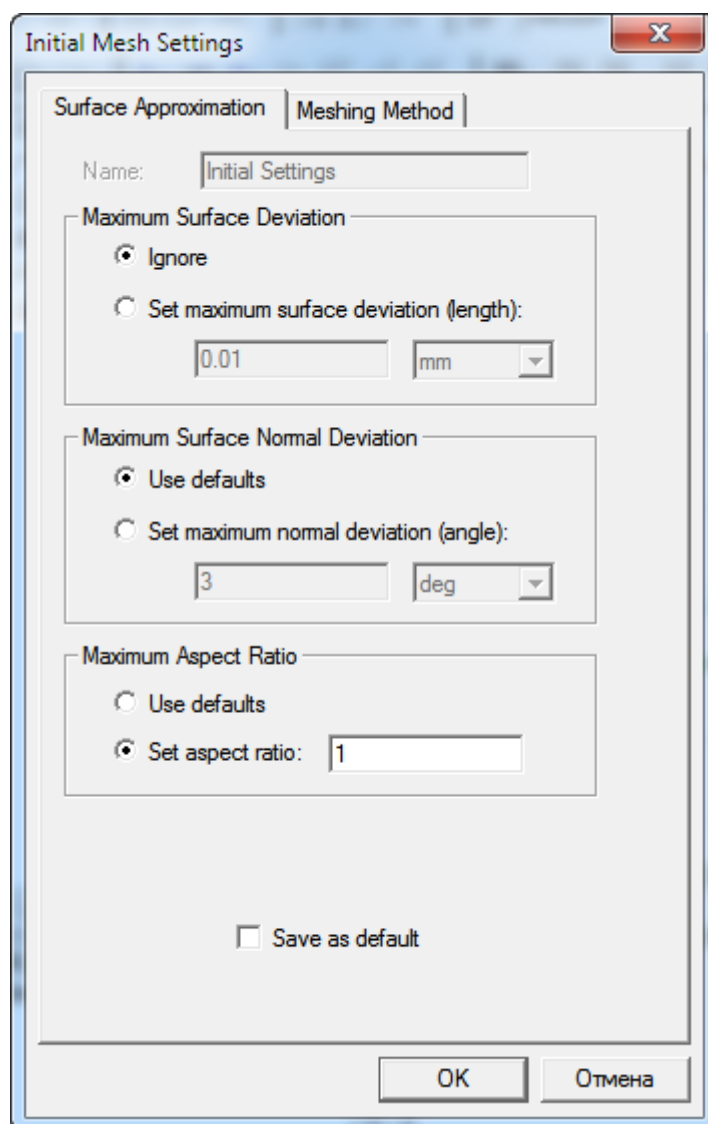 Initial Mesh Settings
Surface Approximation
Meshing Method
Name:
Initial Settings
Maximum Surface Deviation
Ignore
Set maximum surface deviation (length):
0.01
mm
Maximum Surface Normal Deviation
Use defaults
Set maximum normal deviation (angle):
3
deg
Maximum Aspect Ratio
Use defaults
Set aspect ratio:
1
Save as default
OK
Отмена